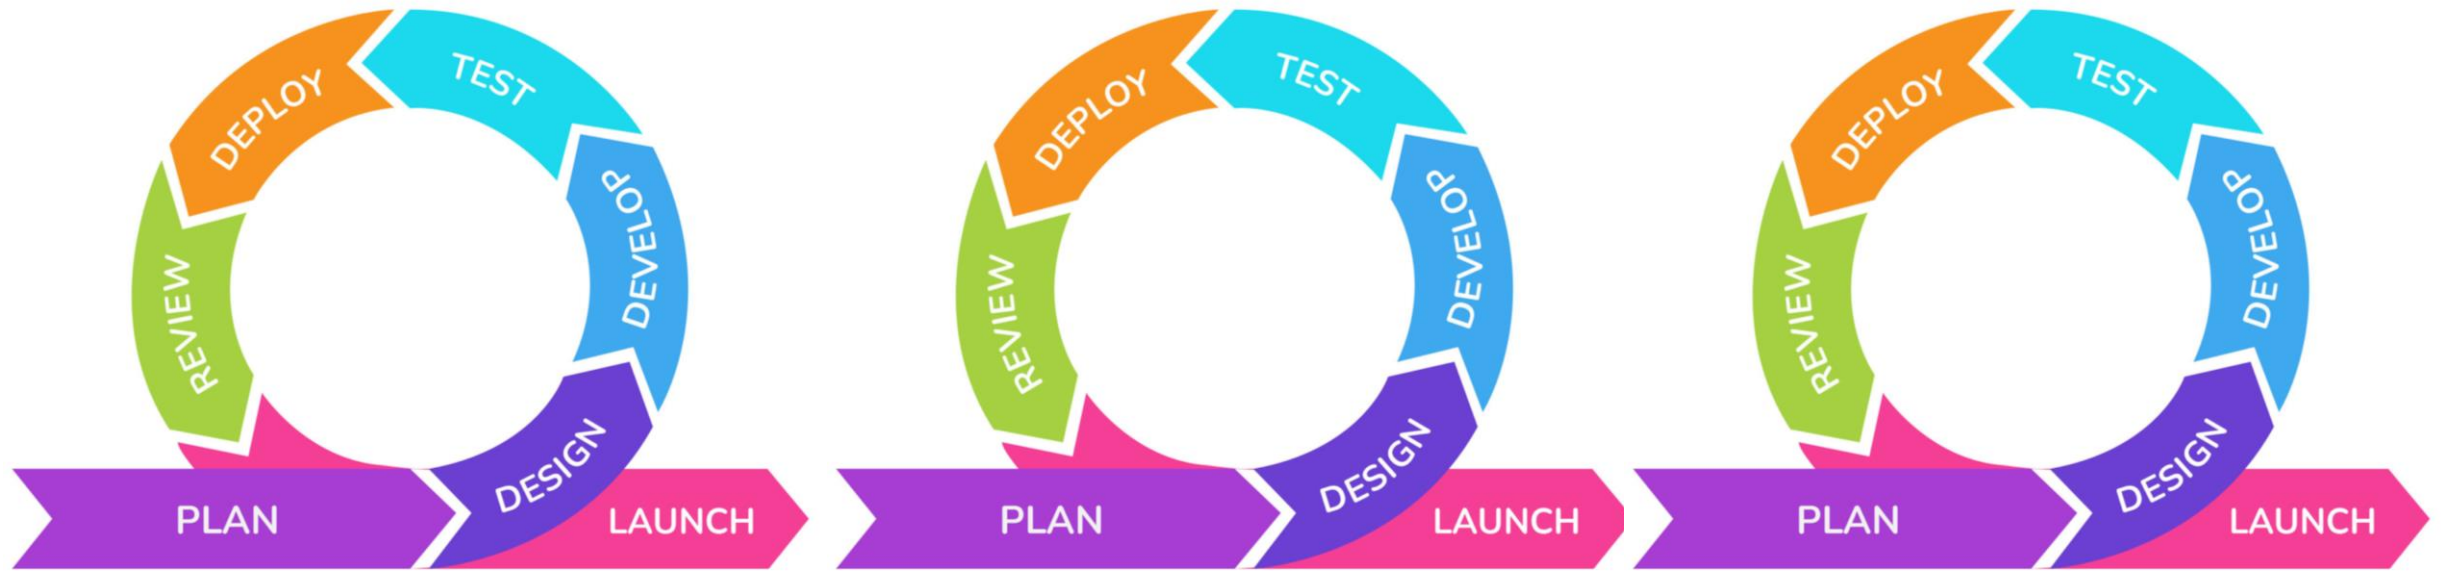 DEPLOY
TEST
DEVELOP
REVIEW
DESIGN
PLAN
LAUNCH
DEPLOY
TEST
DEVELOP
REVIEW
DESIGN
PLAN
LAUNCH
DEPLOY
TEST
DEVELOP
REVIEW
DESIGN
PLAN
LAUNCH